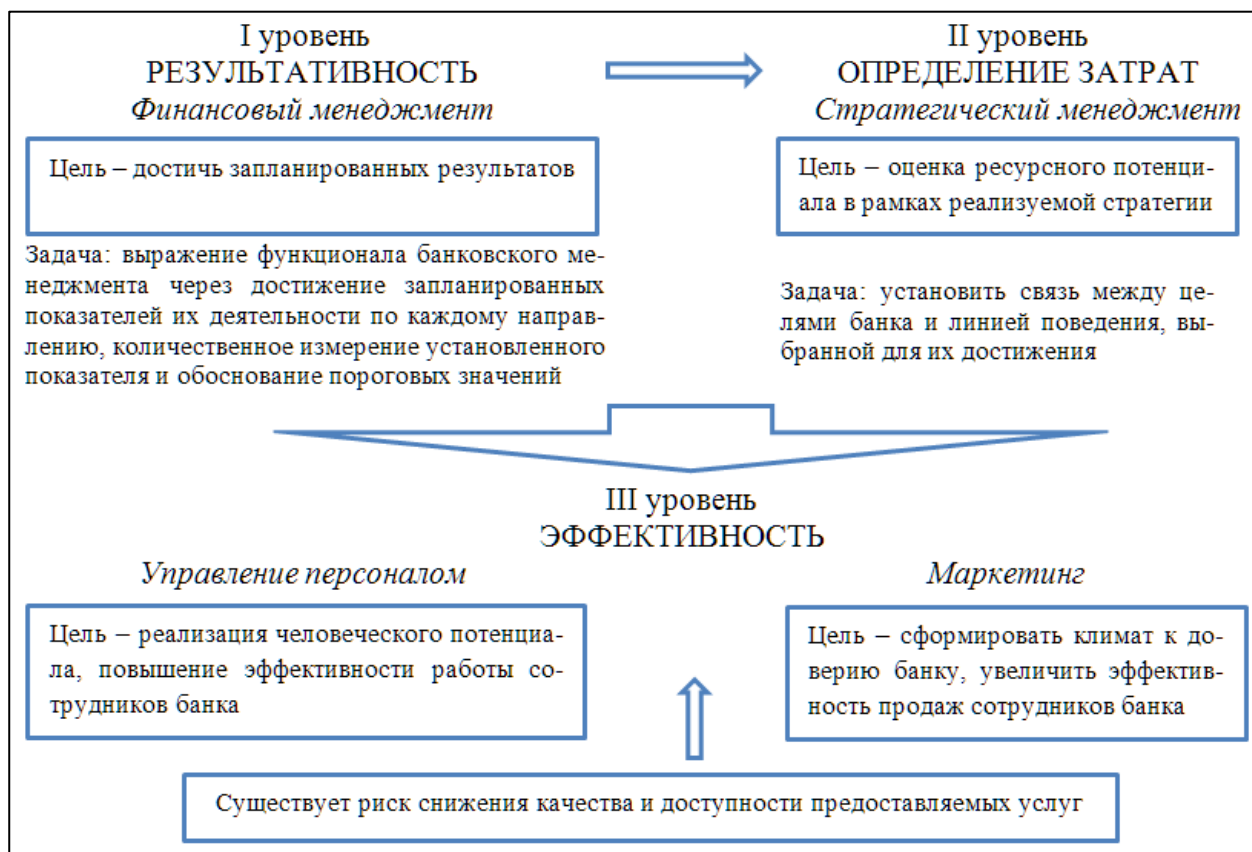 I уровень
РЕЗУЛЬТАТИВНОСТЬ
Финансовый менеджмент
Цель – достичь запланированных результатов
Задача: выражение функционала банковского ме-
неджмента через достижение запланированных
показателей их деятельности по каждому направ-
лению, количественное измерение установленного
показателя и обоснование пороговых значений
II уровень
ОПРЕДЕЛЕНИЕ ЗАТРАТ
Стратегический менеджмент
Цель – оценка ресурсного потенци-
ала в рамках реализуемой стратегии
Задача: установить связь между це-
лями банка и линией поведения, вы-
бранной для их достижения
III уровень
ЭФФЕКТИВНОСТЬ
Управление персоналом
Цель – реализация человеческого потенциа-
ла, повышение эффективности работы со-
трудников банка
Маркетинг
Цель – сформировать климат к до-
верию банку, увеличить эффектив-
ность продаж сотрудников банка
Существует риск снижения качества и доступности предоставляемых услуг